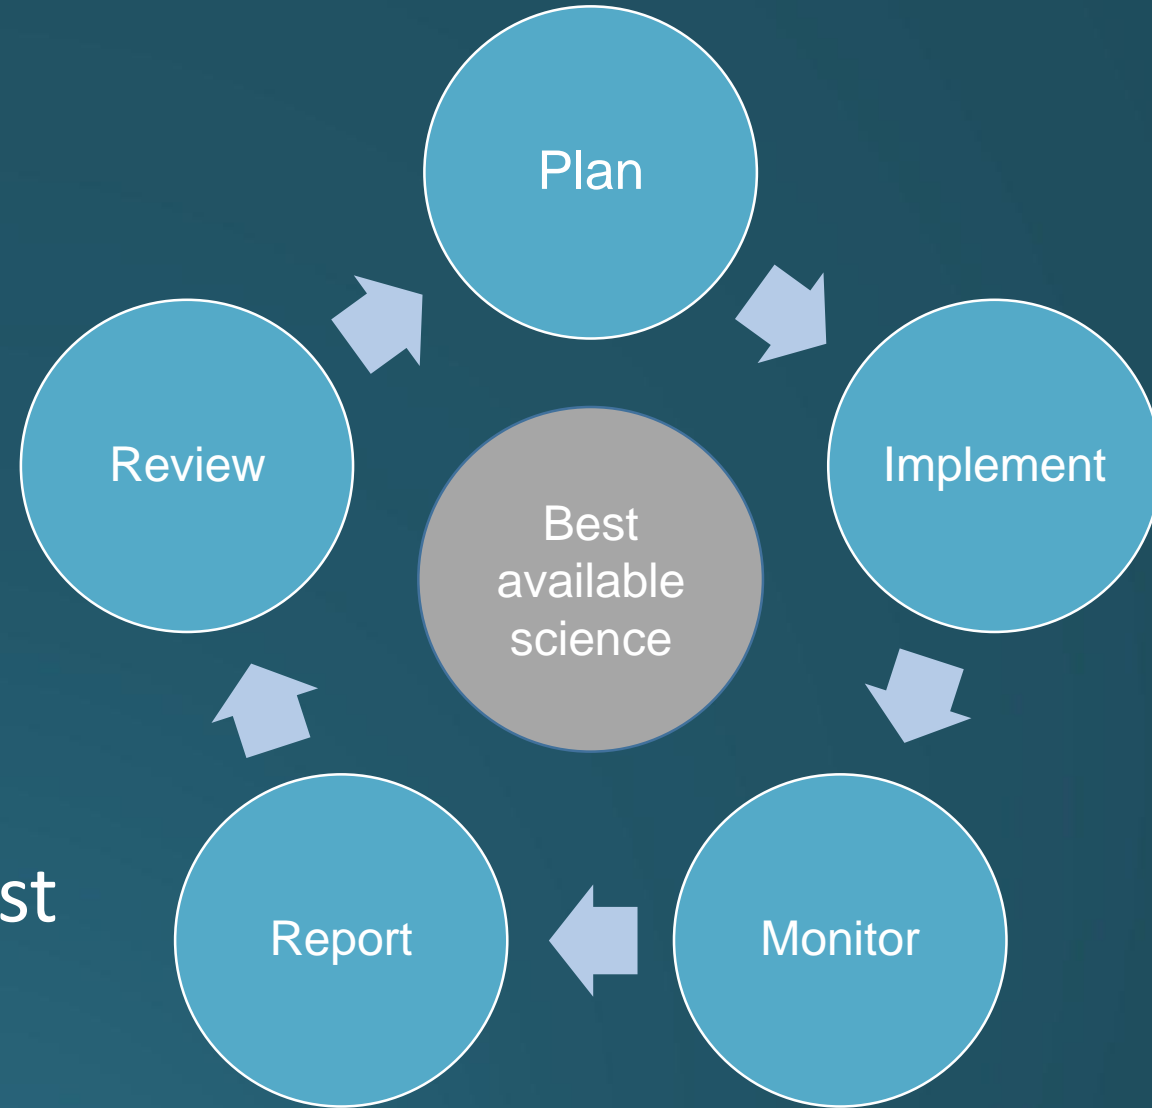 Plan
Implement
Monitor
Report
Review
Best
available
science
st